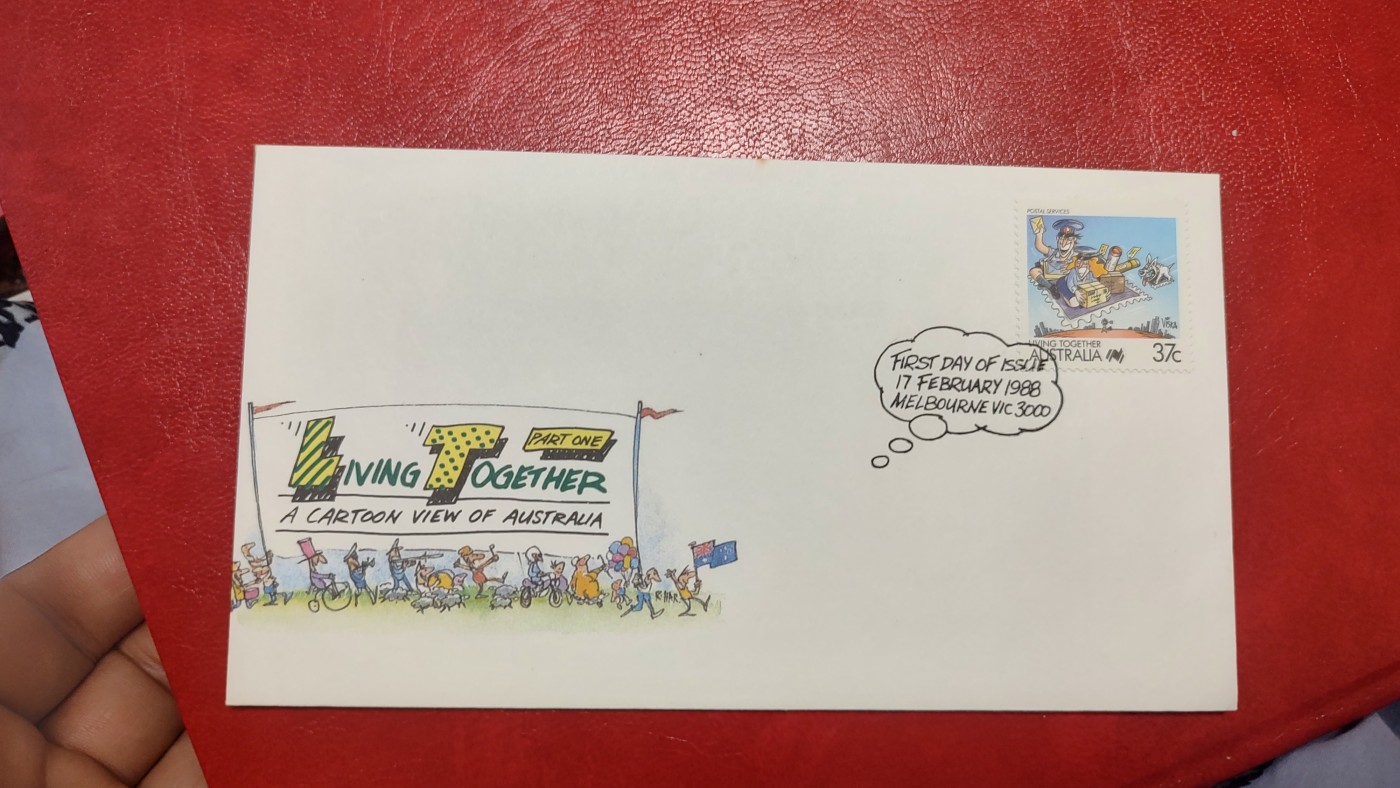 POSTAL SERVICES
VISKA
LIVING TOGETHER
AUSTRALIA 37c
FIRST DAY OF ISSUE
17 FEBRUARY 1988
MELBOURNE VIC 3000
PART ONE
LIVING TOGETHER
A CARTOON VIEW OF AUSTRALIA